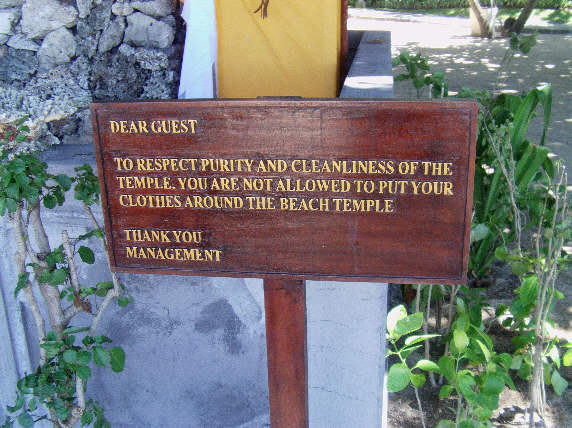 DEAR GUEST
TO RESPECT PURITY AND CLEANLINESS OF THE
TEMPLE. YOU ARE NOT ALLOWED TO PUT YOUR
CLOTHES AROUND THE BEACH TEMPLE
THANK YOU
MANAGEMENT